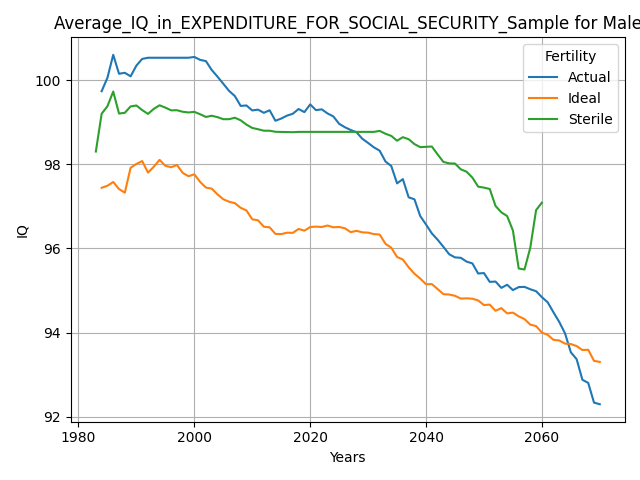 Average_IQ_in_EXPENDITURE_FOR_SOCIAL_SECURITY_Sample for Male
Fertility
Actual
Ideal
Sterile
IQ
100
98
96
94
92
1980
2000
2020
2040
2060
Years